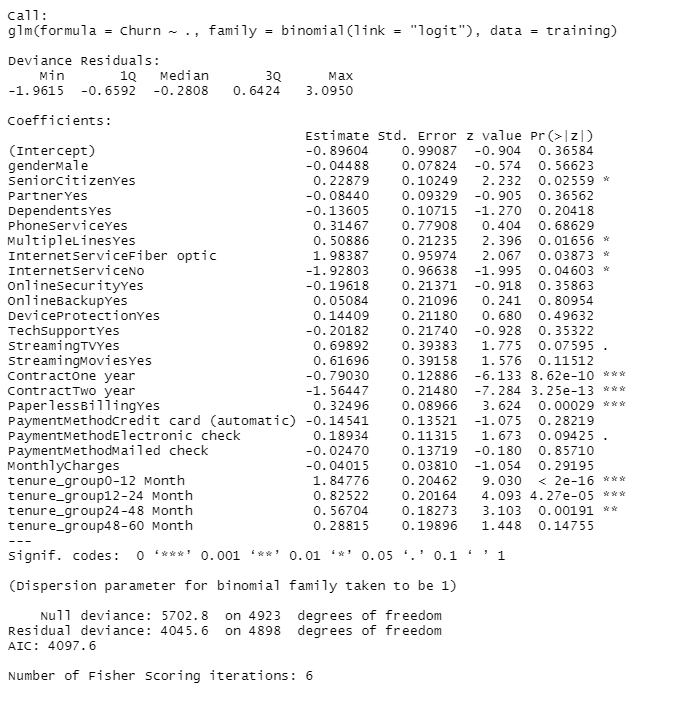 Call:
glm(formula = Churn ~ ., family = binomial(link = "logit"), data = training)
Deviance Residuals:
Min 1Q Median 3Q Max
-1.9615 -0.6592 -0.2808 0.6424 3.0950
Coefficients:
Estimate Std. Error z value Pr(>|z|)
(Intercept) -0.89604 0.99087 -0.904 0.36584
genderMale -0.04488 0.07824 -0.574 0.56623
SeniorCitizenYes 0.22879 0.10249 2.232 0.02559 *
PartnerYes -0.08440 0.09329 -0.905 0.36562
DependentsYes -0.13605 0.10715 -1.270 0.20418
PhoneServiceYes 0.31467 0.77908 0.404 0.68629
MultipleLinesYes 0.50886 0.21235 2.396 0.01656 *
InternetServiceFiber optic 1.98387 0.95974 2.067 0.03873 *
InternetServiceNo -1.92803 0.96638 -1.995 0.04603 *
OnlineSecurityYes -0.19618 0.21371 -0.918 0.35863
OnlineBackupYes 0.05084 0.21096 0.241 0.80954
DeviceProtectionYes 0.14409 0.21180 0.680 0.49632
TechSupportYes -0.20182 0.21740 -0.928 0.35322
StreamingTVYes 0.69892 0.39383 1.775 0.07595 .
StreamingMoviesYes 0.61696 0.39158 1.576 0.11512
ContractOne year -0.79030 0.12886 -6.133 8.62e-10 ***
ContractTwo year -1.56447 0.21480 -7.284 3.25e-13 ***
PaperlessBillingYes 0.32496 0.08966 3.624 0.00029 ***
PaymentMethodCredit card (automatic) -0.14541 0.13521 -1.075 0.28219
PaymentMethodElectronic check 0.18934 0.11315 1.673 0.09425 .
PaymentMethodMailed check -0.02470 0.13719 -0.180 0.85710
MonthlyCharges -0.04015 0.03810 -1.054 0.29195
tenure_group0-12 Month 1.84776 0.20462 9.030 < 2e-16 ***
tenure_group12-24 Month 0.82522 0.20164 4.093 4.27e-05 ***
tenure_group24-48 Month 0.56704 0.18273 3.103 0.00191 **
tenure_group48-60 Month 0.28815 0.19896 1.448 0.14755
---
Signif. codes: 0 ‘***’ 0.001 ‘**’ 0.01 ‘*’ 0.05 ‘.’ 0.1 ‘ ’ 1
(Dispersion parameter for binomial family taken to be 1)
Null deviance: 5702.8 on 4923 degrees of freedom
Residual deviance: 4045.6 on 4898 degrees of freedom
AIC: 4097.6
Number of Fisher Scoring iterations: 6